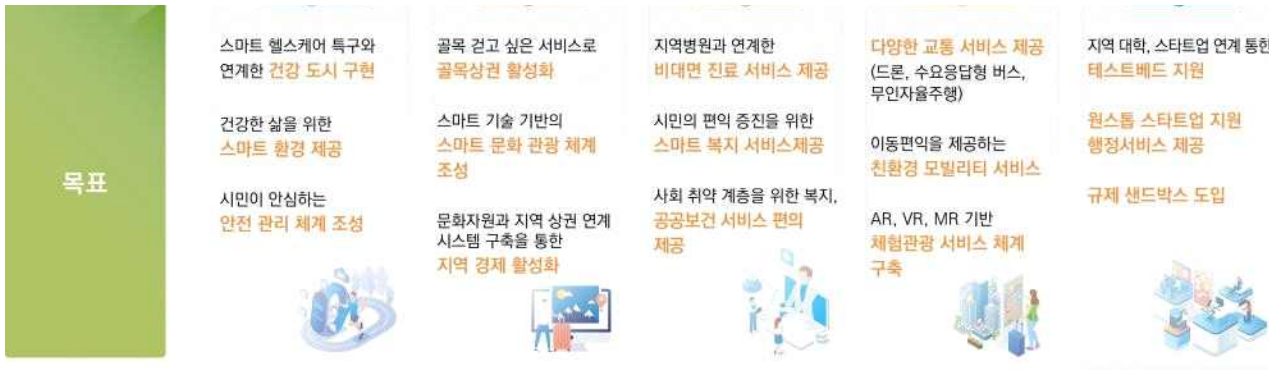 목표
스마트 헬스케어 특구와
연계한 건강 도시 구현
건강한 삶을 위한
스마트 환경 제공
시민이 안심하는
안전 관리 체계 조성
골목 걷고 싶은 서비스로
골목상권 활성화
스마트 기술 기반의
스마트 문화 관광 체계
조성
문화자원과 지역 상권 연계
시스템 구축을 통한
지역 경제 활성화
지역병원과 연계한
비대면 진료 서비스 제공
시민의 편익 증진을 위한
스마트 복지 서비스제공
사회 취약 계층을 위한 복지,
공공보건 서비스 편의
제공
다양한 교통 서비스 제공
(드론, 수요응답형 버스,
무인자율주행)
이동편익을 제공하는
친환경 모빌리티 서비스
AR, VR, MR 기반
체험관광 서비스 체계
구축
지역 대학, 스타트업 연계 통한
테스트베드 지원
원스톱 스타트업 지원
행정서비스 제공
규제 샌드박스 도입